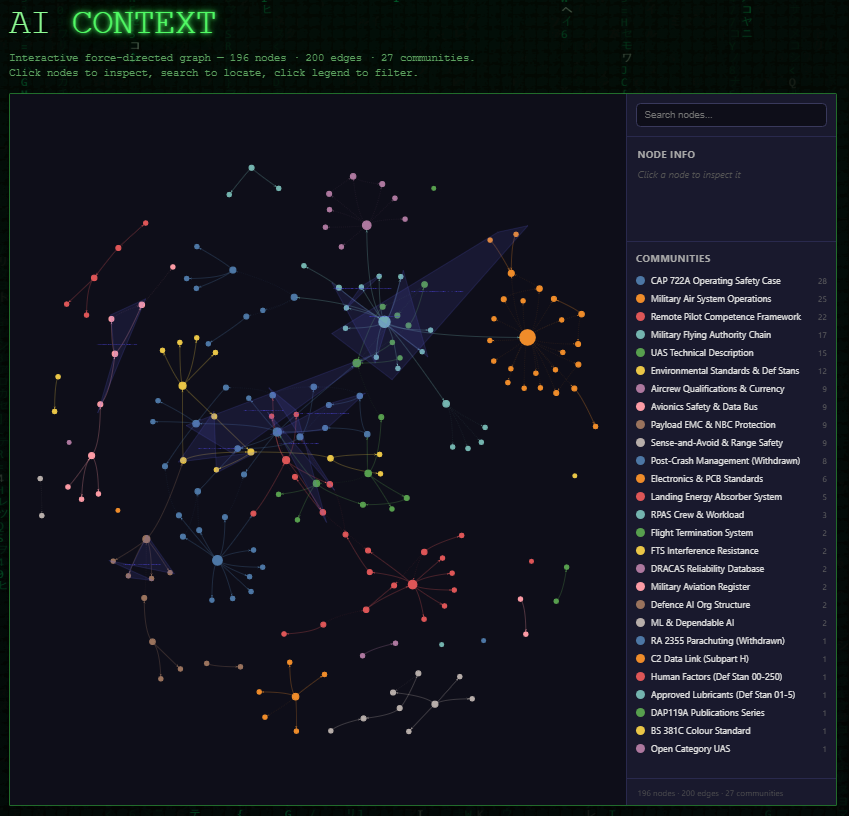 AI CONTEXT
Interactive force-directed graph — 196 nodes · 200 edges · 27 communities.
Click nodes to inspect, search to locate, click legend to filter.
Search nodes...
NODE INFO
Click a node to inspect it
COMMUNITIES
CAP 722A Operating Safety Case 28
Military Air System Operations 25
Remote Pilot Competence Framework 22
Military Flying Authority Chain 17
UAS Technical Description 15
Environmental Standards & Def Stans 12
Aircrew Qualifications & Currency 9
Avionics Safety & Data Bus 9
Payload EMC & NBC Protection 9
Sense-and-Avoid & Range Safety 9
Post-Crash Management (Withdrawn) 8
Electronics & PCB Standards 6
Landing Energy Absorber System 5
RPAS Crew & Workload 3
Flight Termination System 2
FTS Interference Resistance 2
DRACAS Reliability Database 2
Military Aviation Register 2
Defence AI Org Structure 2
ML & Dependable AI 2
RA 2355 Parachuting (Withdrawn) 1
C2 Data Link (Subpart H) 1
Human Factors (Def Stan 00-250) 1
Approved Lubricants (Def Stan 01-5) 1
DAP119A Publications Series 1
BS 381C Colour Standard 1
Open Category UAS 1
196 nodes · 200 edges · 27 communities